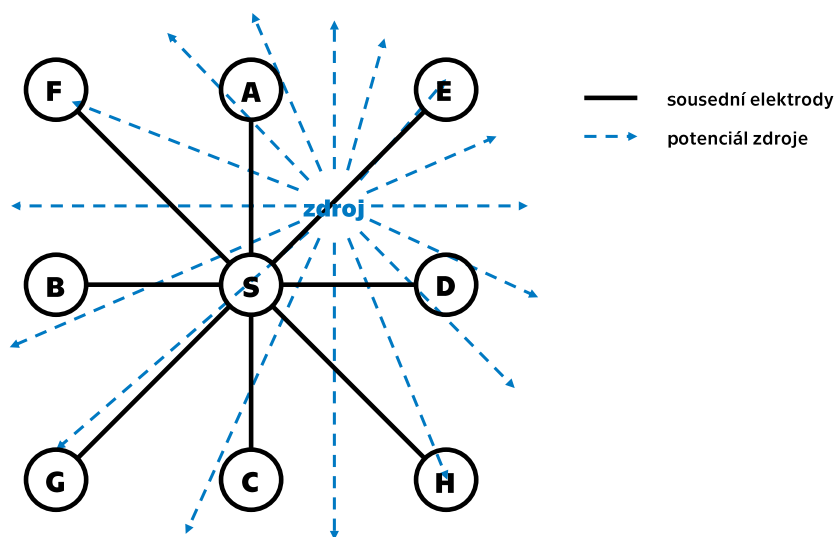 F
A
E
sousední elektrody
potenciál zdroje
zdroj
B
S
D
G
C
H